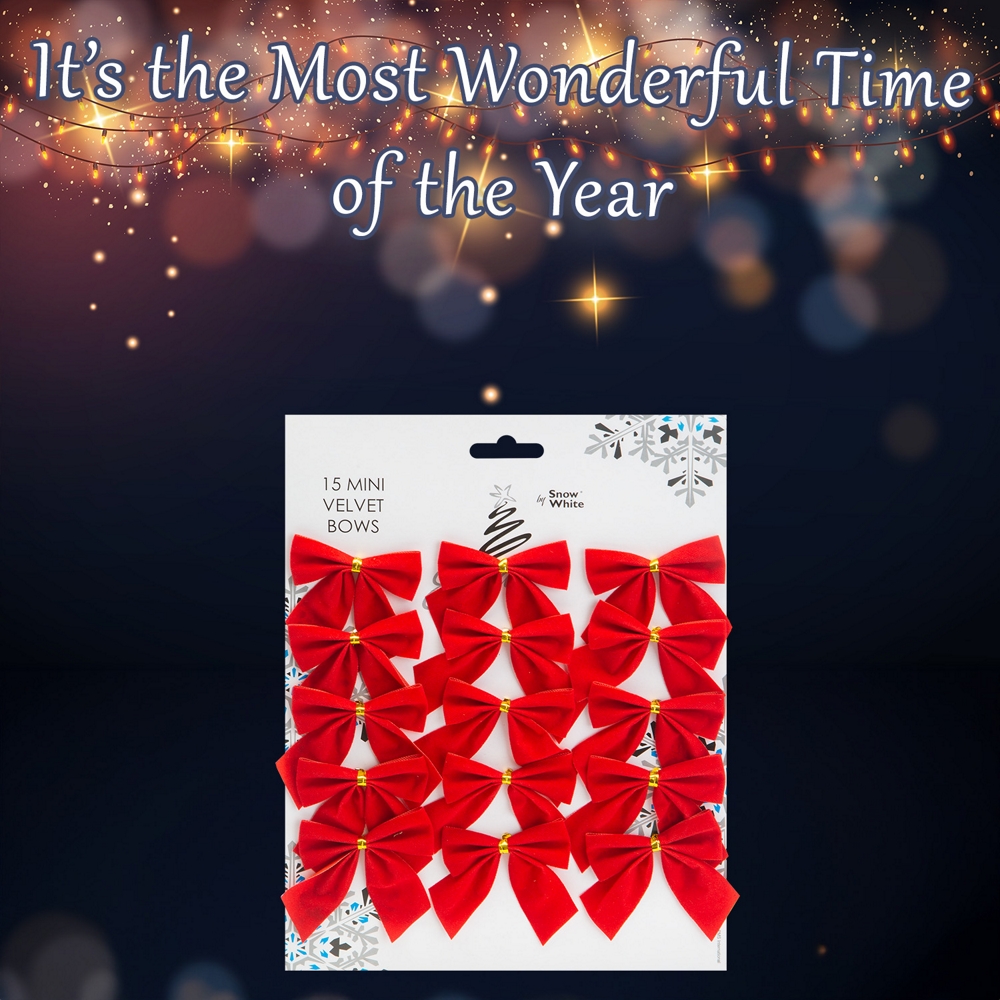 It's the Most Wonderful Time
of the Year
15 MINI
VELVET
BOWS
by Snow
White